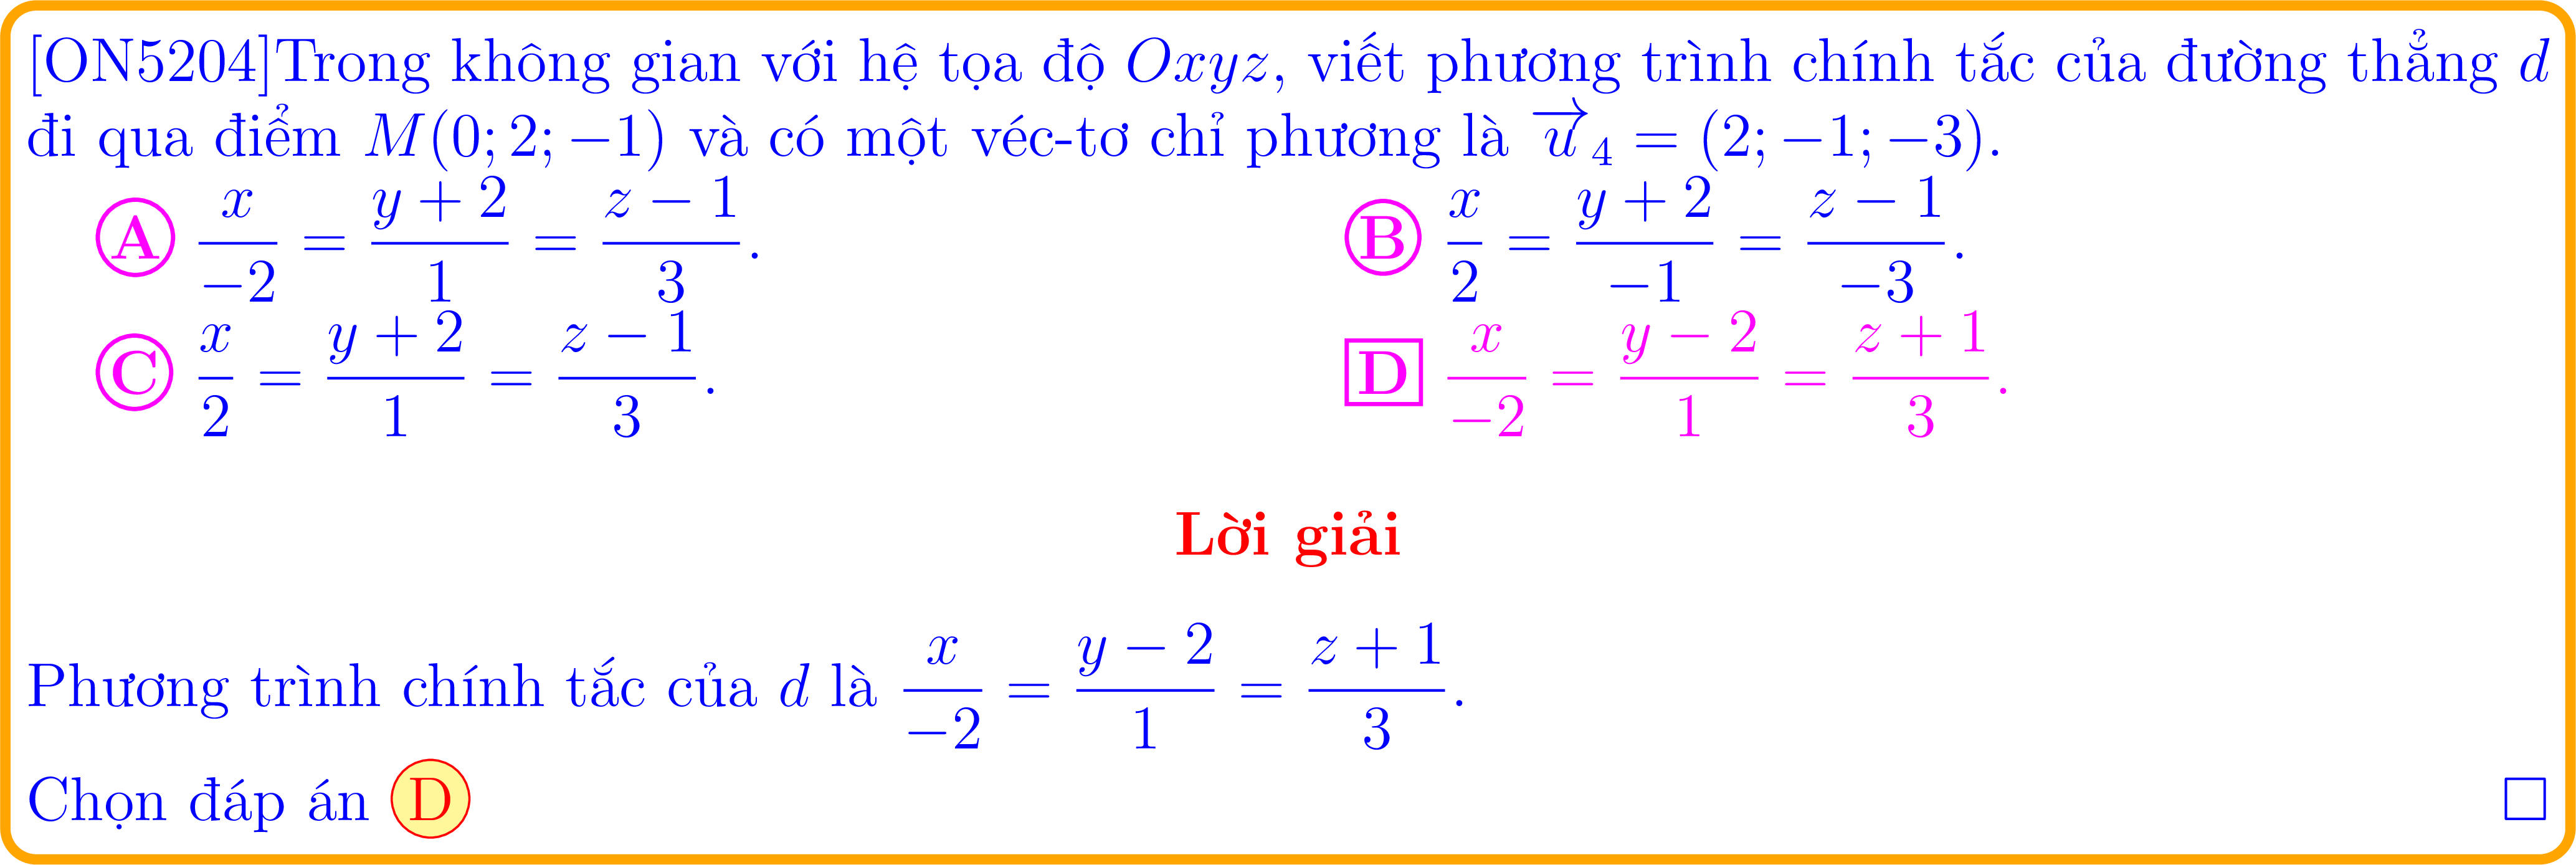 [ON5204]Trong không gian với hệ tọa độ Oxyz, viết phương trình chính tắc của đường thẳng d
đi qua điểm M(0; 2; −1) và có một véc-tơ chỉ phương là $\overrightarrow{u}_4$ = (2; −1; −3).
A $\frac{x}{-2} = \frac{y+2}{1} = \frac{z-1}{3}$. B $\frac{x}{2} = \frac{y+2}{-1} = \frac{z-1}{-3}$.
C $\frac{x}{2} = \frac{y+2}{1} = \frac{z-1}{3}$. D $\frac{x}{-2} = \frac{y-2}{1} = \frac{z+1}{3}$.
Lời giải
Phương trình chính tắc của d là $\frac{x}{-2} = \frac{y-2}{1} = \frac{z+1}{3}$.
Chọn đáp án D □